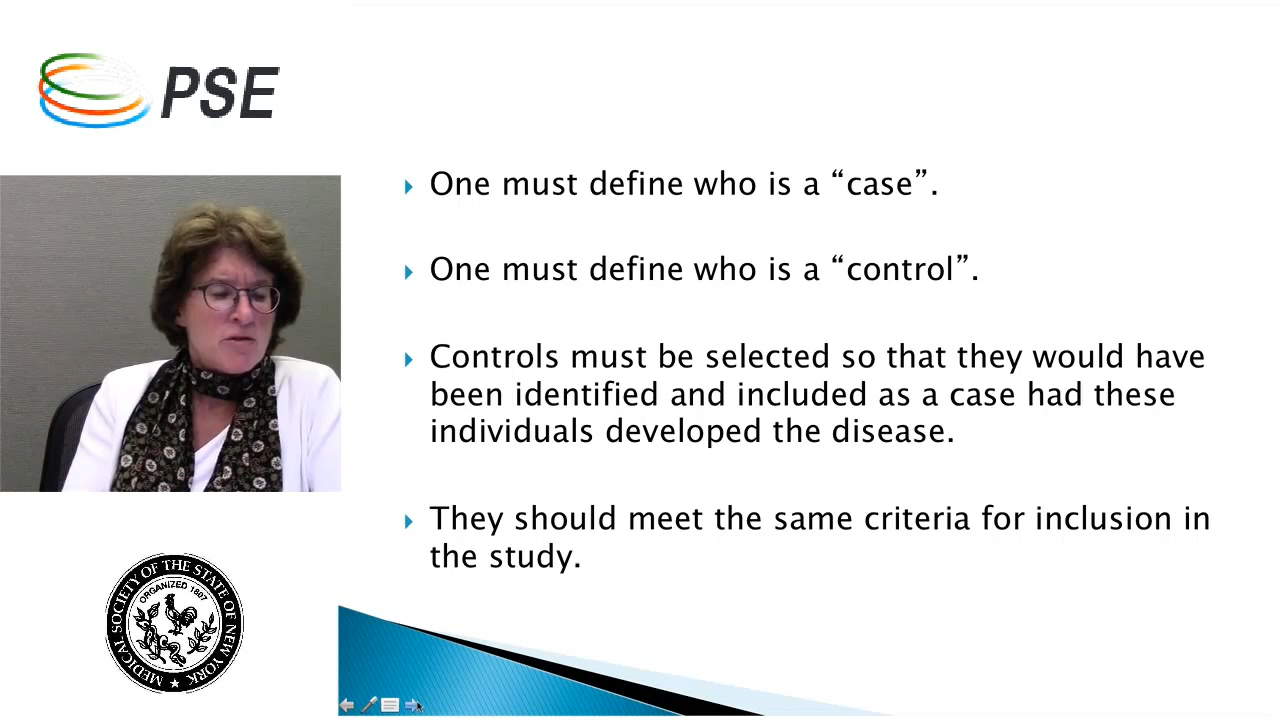 PSE
One must define who is a “case”.
One must define who is a “control”.
Controls must be selected so that they would have
been identified and included as a case had these
individuals developed the disease.
They should meet the same criteria for inclusion in
the study.
MEDICAL SOCIETY OF THE STATE OF NEW YORK
ORGANIZED 1807